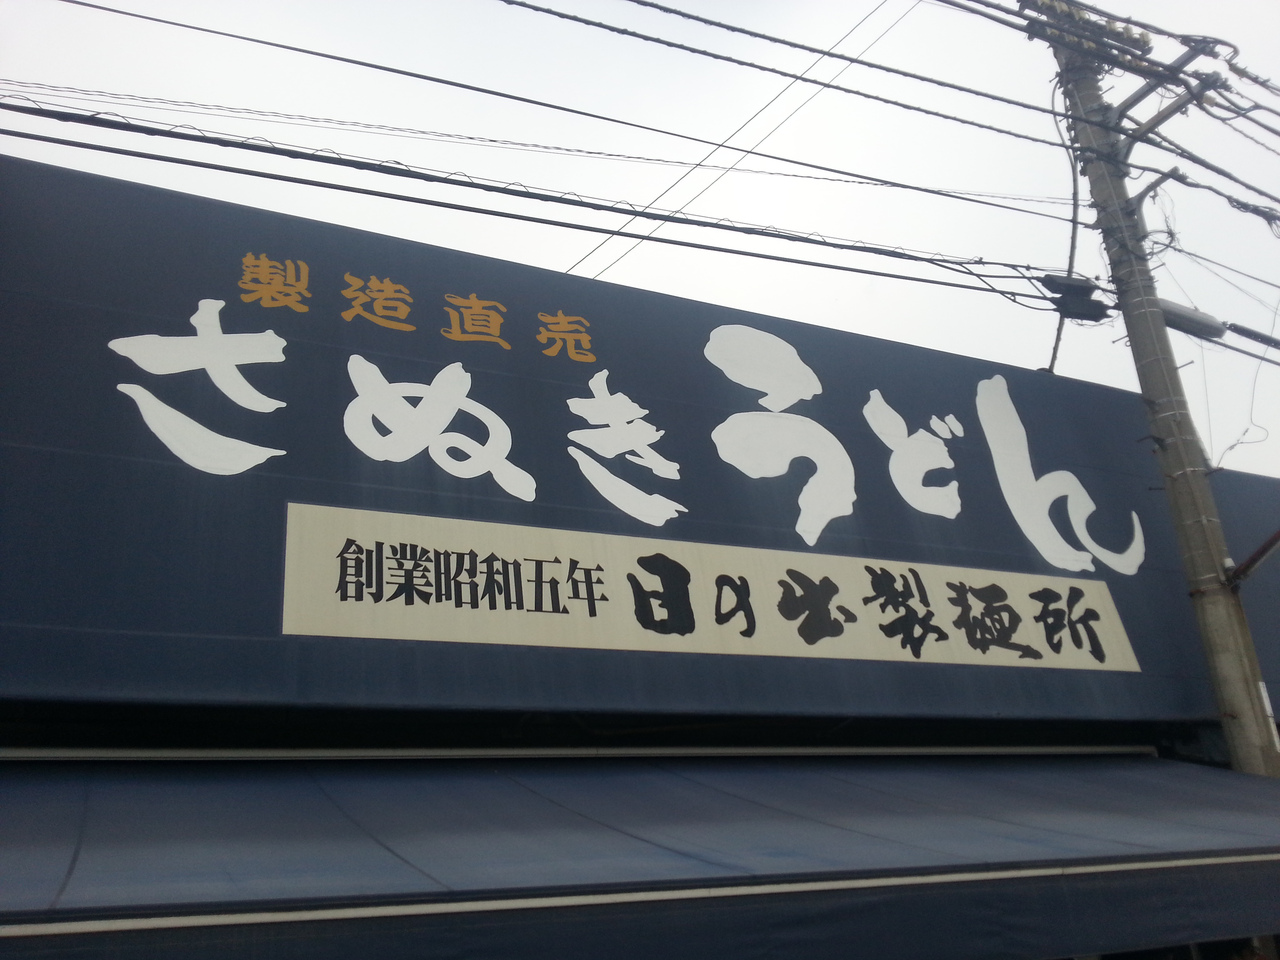 製造直売
さぬきうどん
創業昭和五年 日の出製麺所